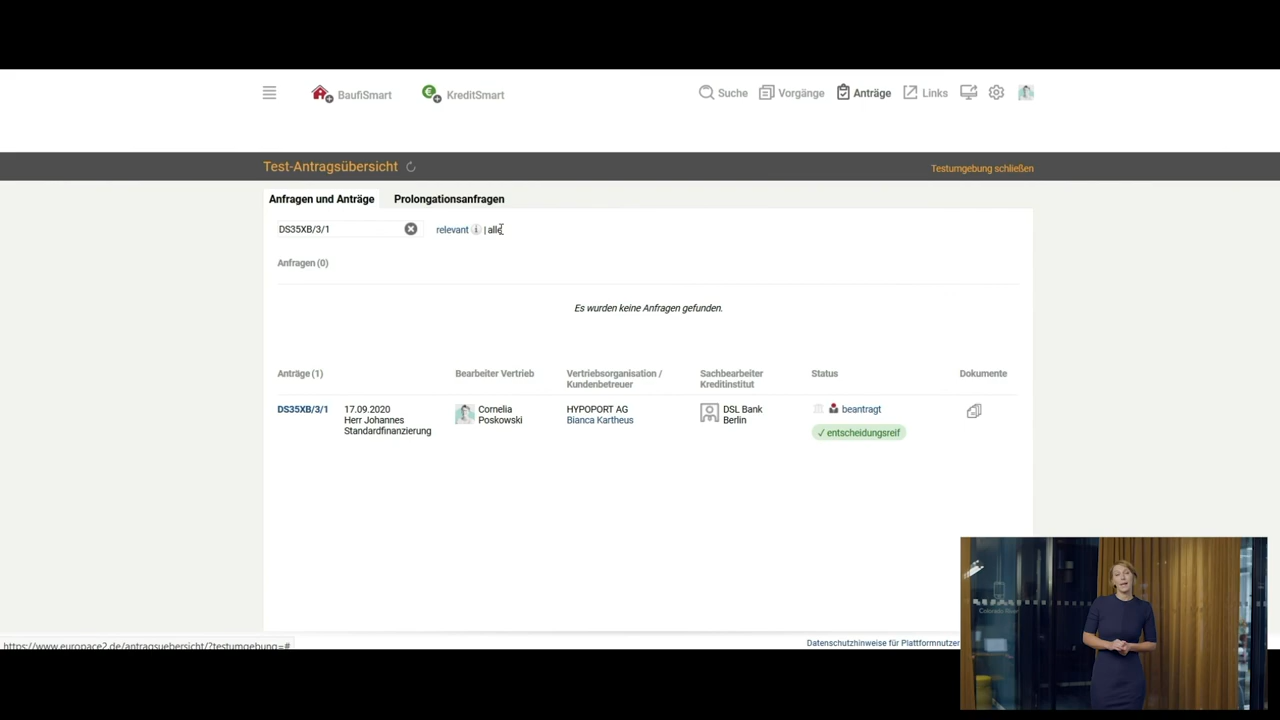 BaufiSmart
KreditSmart
Suche
Vorgänge
Anträge
Links
Test-Antragsübersicht
Testumgebung schließen
Anfragen und Anträge
Prolongationsanfragen
DS35XB/3/1
relevant i | alle
Anfragen (0)
Es wurden keine Anfragen gefunden.
Anträge (1)
Bearbeiter Vertrieb
Vertriebsorganisation /
Kundenbetreuer
Sachbearbeiter
Kreditinstitut
Status
Dokumente
DS35XB/3/1
17.09.2020
Herr Johannes
Standardfinanzierung
Cornelia
Poskowski
HYPOPORT AG
Bianca Kartheus
DSL Bank
Berlin
beantragt
✓ entscheidungsreif
Colorado River
https://www.europace2.de/antragsuebersicht/?testumgebung=#
Datenschutzhinweise für Plattformnutzer